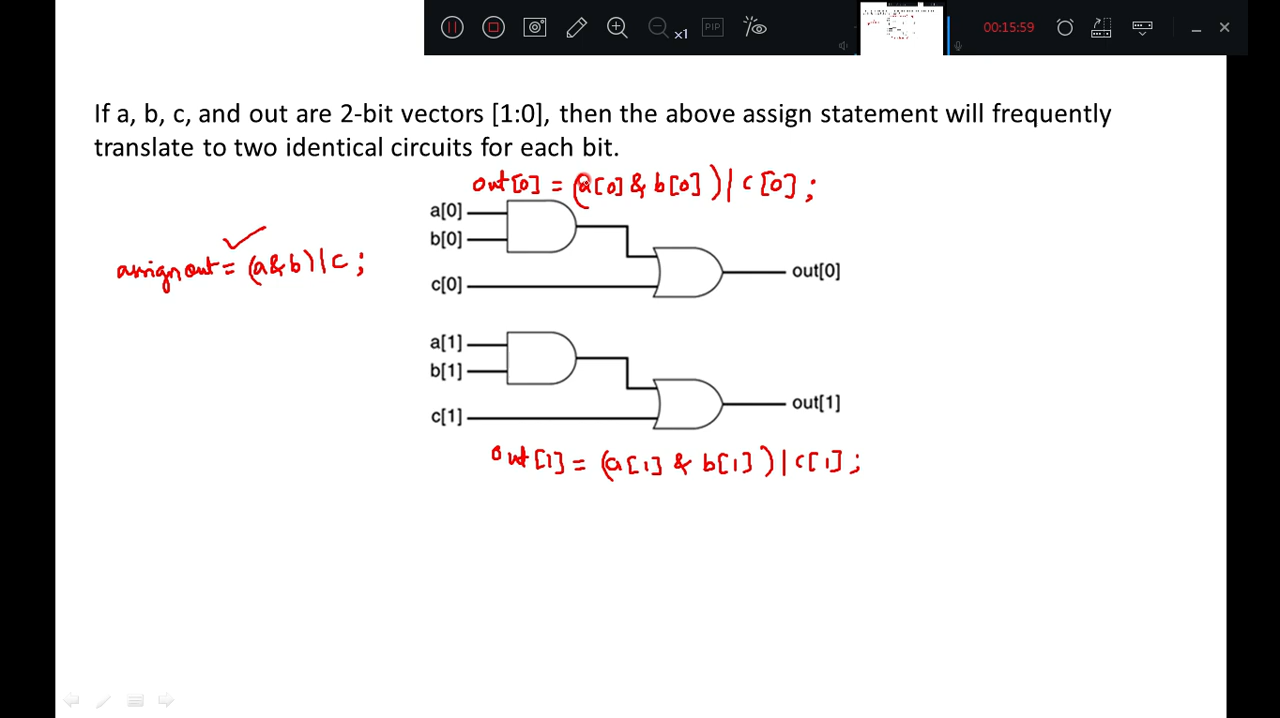 x1 PIP 00:15:59
If a, b, c, and out are 2-bit vectors [1:0], then the above assign statement will frequently
translate to two identical circuits for each bit.
out[0] = (a[0] & b[0]) | c[0];
a[0]
b[0]
assign out = (a & b) | c;
c[0]
out[0]
a[1]
b[1]
c[1]
out[1]
out[1] = (a[1] & b[1]) | c[1];